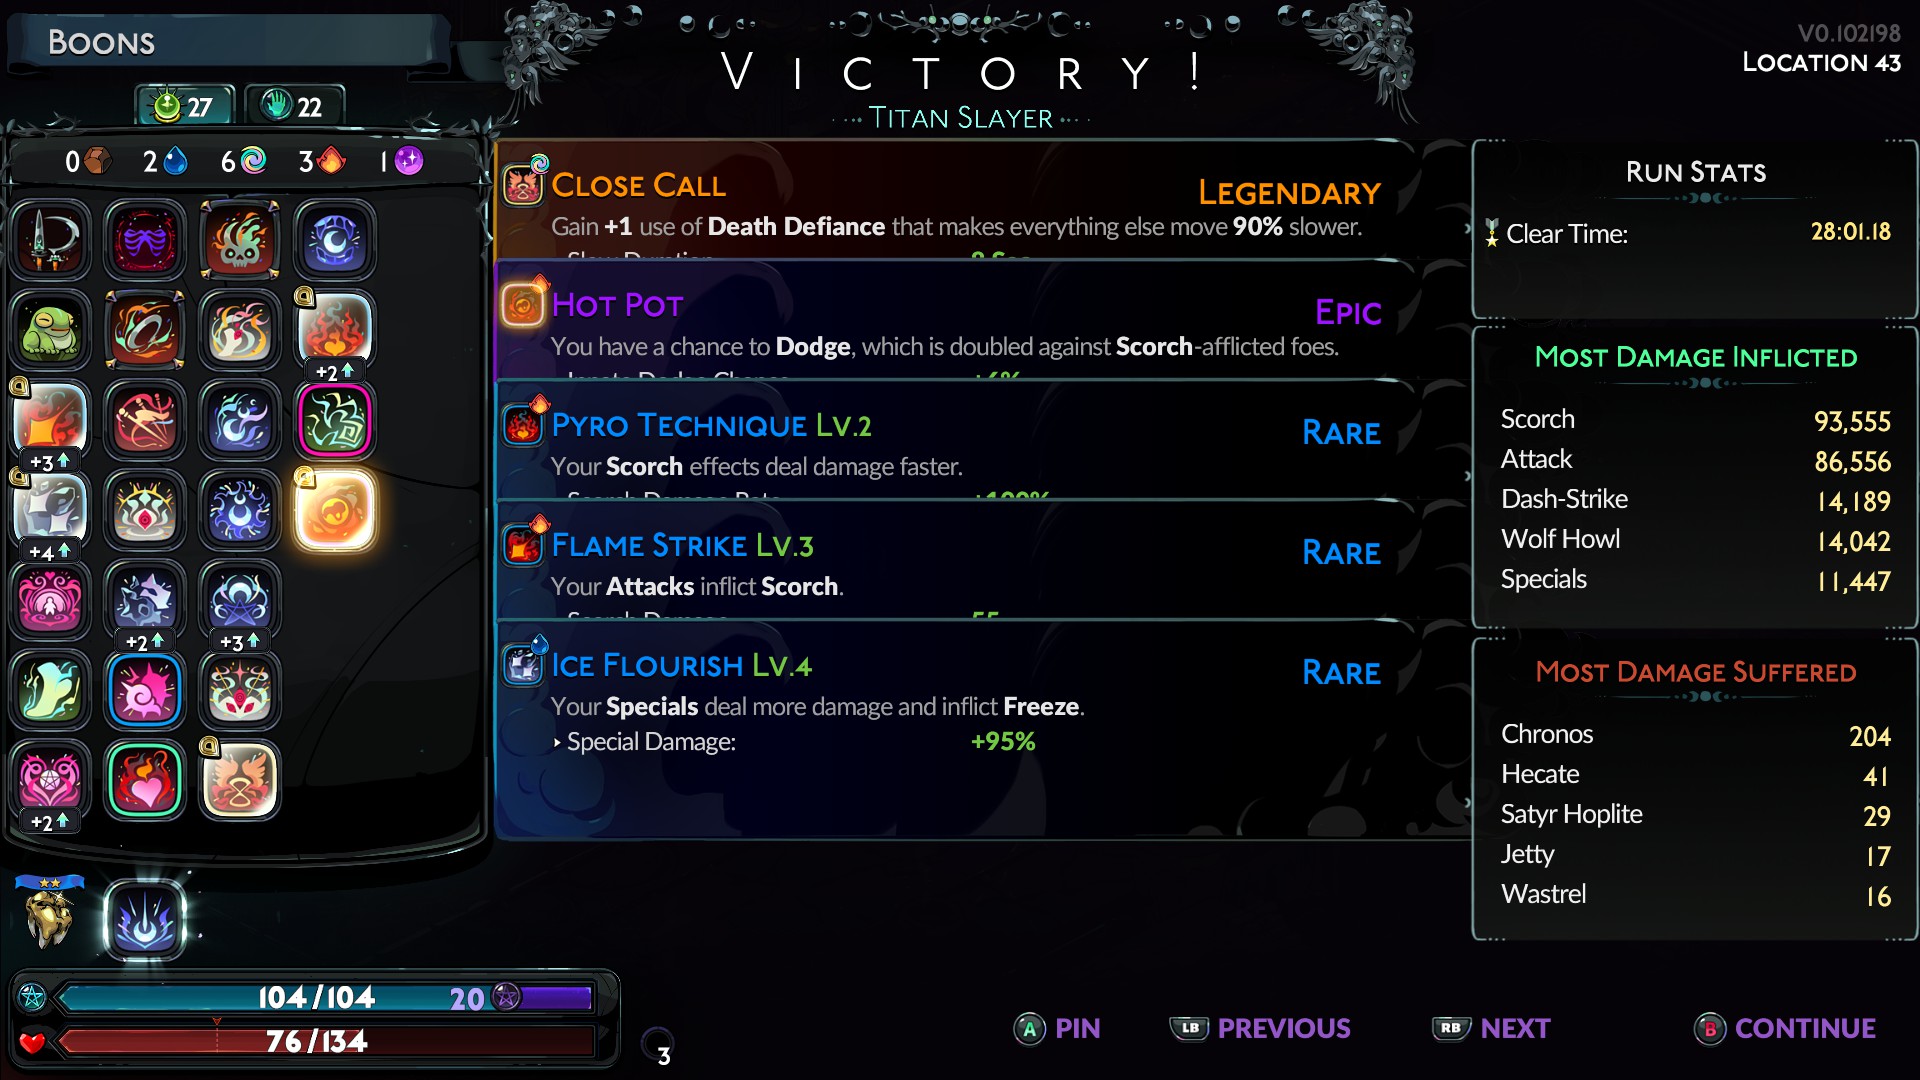 BOONS
27
22
0
2
6
3
1
+2
+3
+4
+2
+3
+2
104/104
20
76/134
3
VICTORY!
TITAN SLAYER
CLOSE CALL
LEGENDARY
Gain +1 use of Death Defiance that makes everything else move 90% slower.
HOT POT
EPIC
You have a chance to Dodge, which is doubled against Scorch-afflicted foes.
PYRO TECHNIQUE LV.2
RARE
Your Scorch effects deal damage faster.
FLAME STRIKE LV.3
RARE
Your Attacks inflict Scorch.
ICE FLOURISH LV.4
RARE
Your Specials deal more damage and inflict Freeze.
Special Damage: +95%
V0.102198
LOCATION 43
RUN STATS
Clear Time: 28:01.18
MOST DAMAGE INFLICTED
Scorch 93,555
Attack 86,556
Dash-Strike 14,189
Wolf Howl 14,042
Specials 11,447
MOST DAMAGE SUFFERED
Chronos 204
Hecate 41
Satyr Hoplite 29
Jetty 17
Wastrel 16
A PIN
LB PREVIOUS
RB NEXT
B CONTINUE